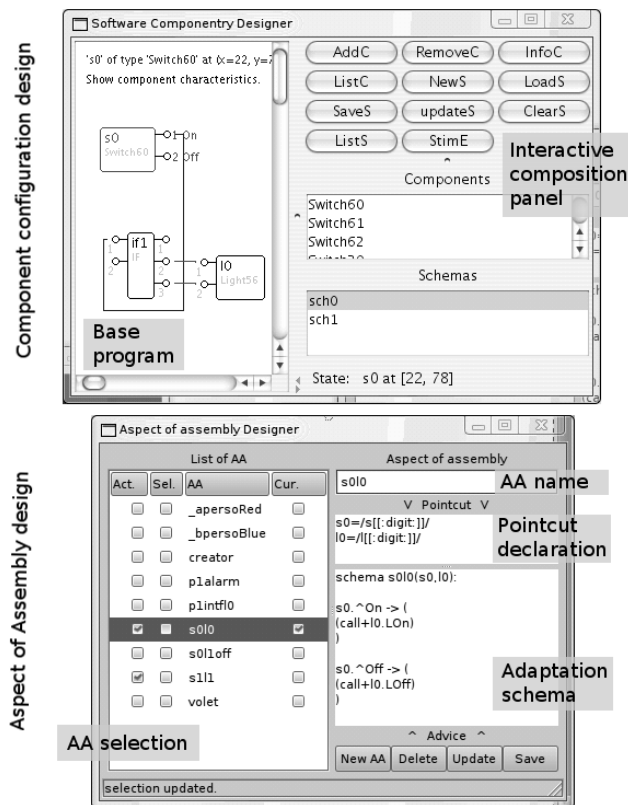 Component configuration design
Software Componentry Designer
's0' of type 'Switch60' at (x=22, y=7
Show component characteristics.
s0
Switch60
1 On
2 Off
if1
IF
1
2
1
2
3
l0
Light56
1
2
Base
program
AddC
RemoveC
InfoC
ListC
NewS
LoadS
SaveS
updateS
ClearS
ListS
StimE
^
Interactive
composition
panel
Components
Switch60
Switch61
Switch62
Schemas
sch0
sch1
State: s0 at [22, 78]
Aspect of Assembly design
Aspect of assembly Designer
List of AA
Act. Sel. AA Cur.
_apersoRed
_bpersoBlue
creator
p1alarm
p1intfl0
s0l0
s0l1off
s1l1
volet
AA selection
Aspect of assembly
s0l0
AA name
V Pointcut V
s0=/s[[:digit:]]/
l0=/l[[:digit:]]/
Pointcut
declaration
schema s0l0(s0,l0):
s0.^On -> (
(call+l0.LOn)
)
s0.^Off -> (
(call+l0.LOff)
)
Adaptation
schema
^ Advice ^
New AA Delete Update Save
selection updated.